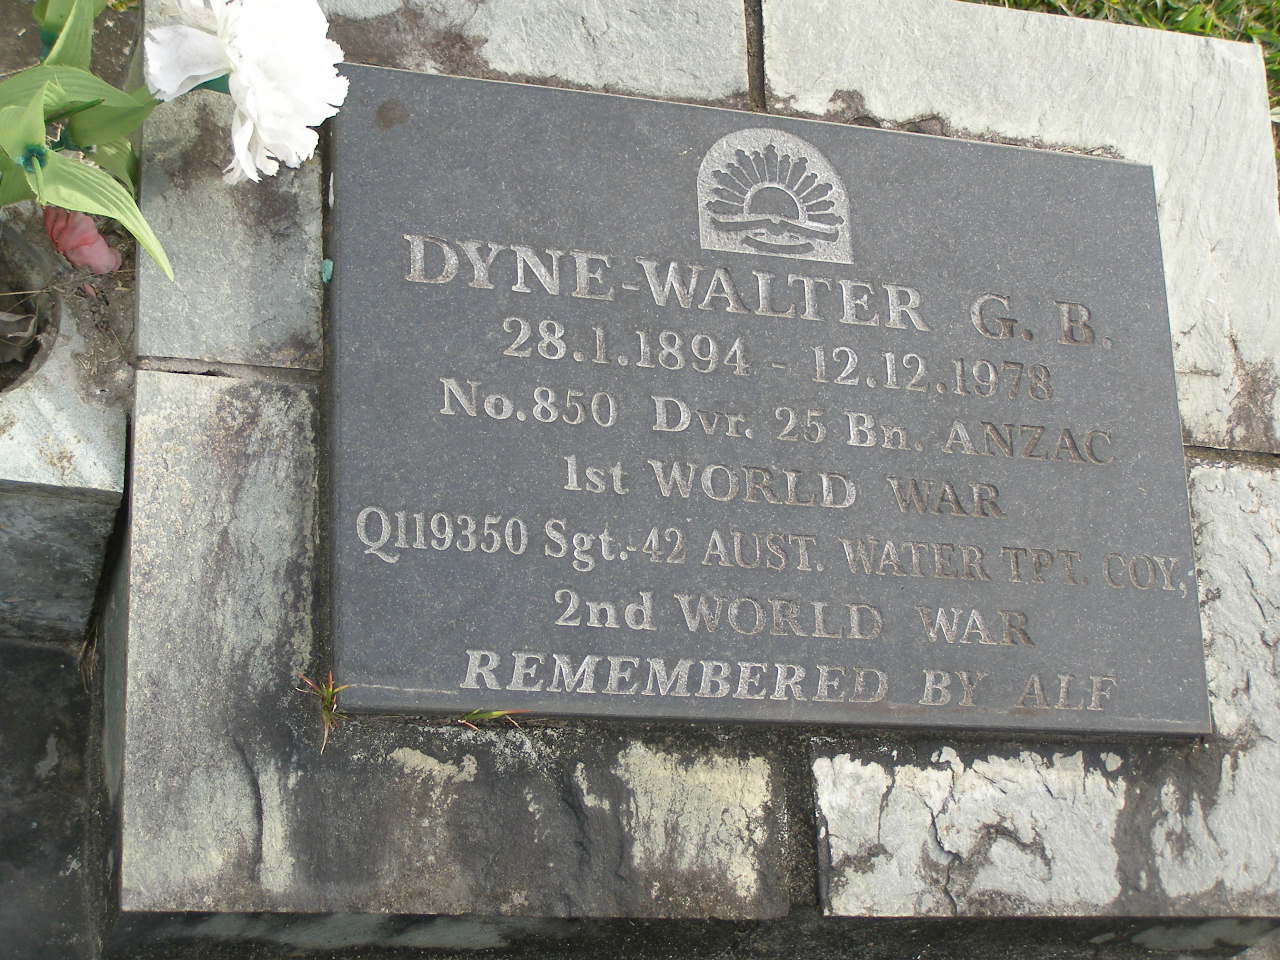 DYNE-WALTER G. B.
28.1.1894 - 12.12.1978
No.850 Dvr. 25 Bn. ANZAC
1st WORLD WAR
Q119350 Sgt.-42 AUST. WATER TPT. COY,
2nd WORLD WAR
REMEMBERED BY ALF